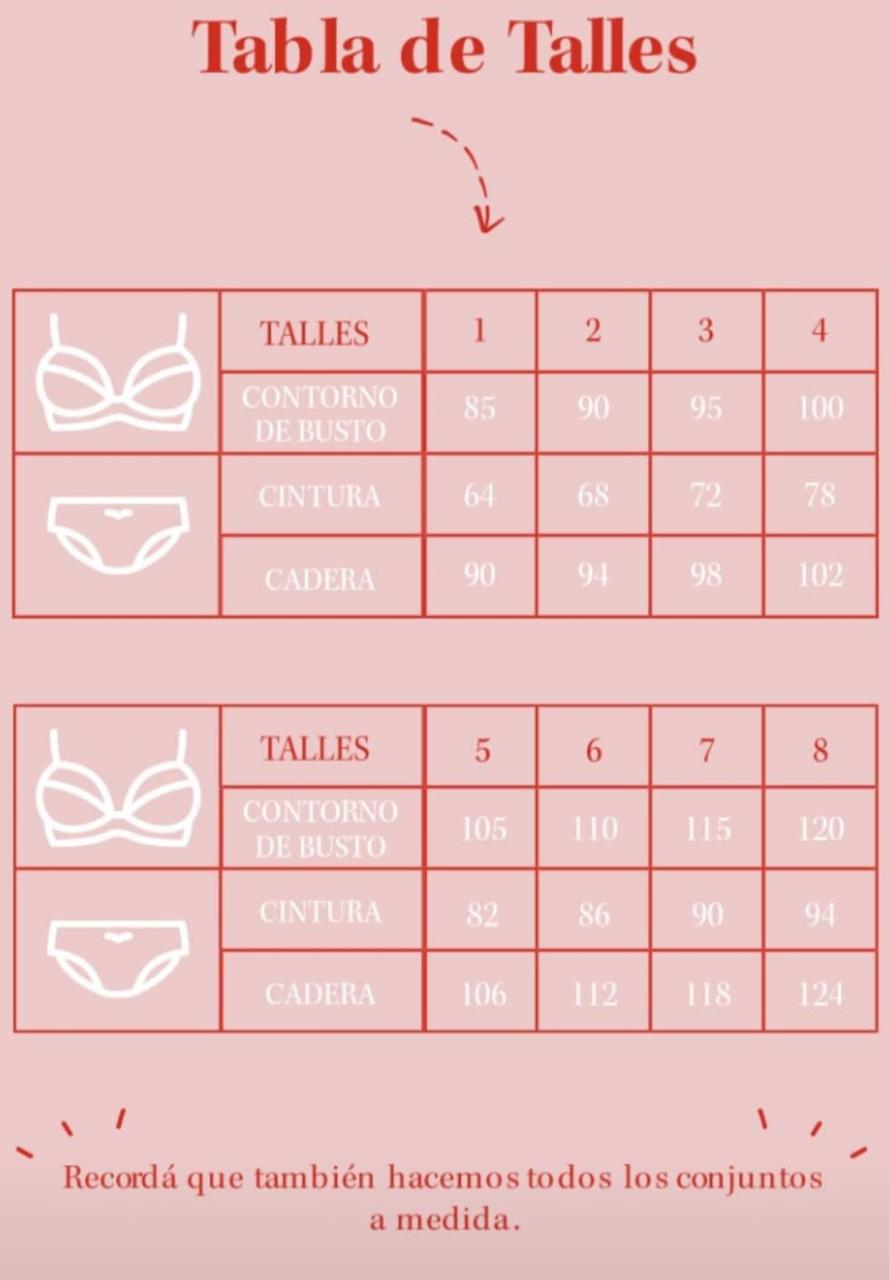 Tabla de Talles
TALLES 1 2 3 4
CONTORNO
DE BUSTO 85 90 95 100
CINTURA 64 68 72 78
CADERA 90 94 98 102
TALLES 5 6 7 8
CONTORNO
DE BUSTO 105 110 115 120
CINTURA 82 86 90 94
CADERA 106 112 118 124
Recordá que también hacemos todos los conjuntos
a medida.